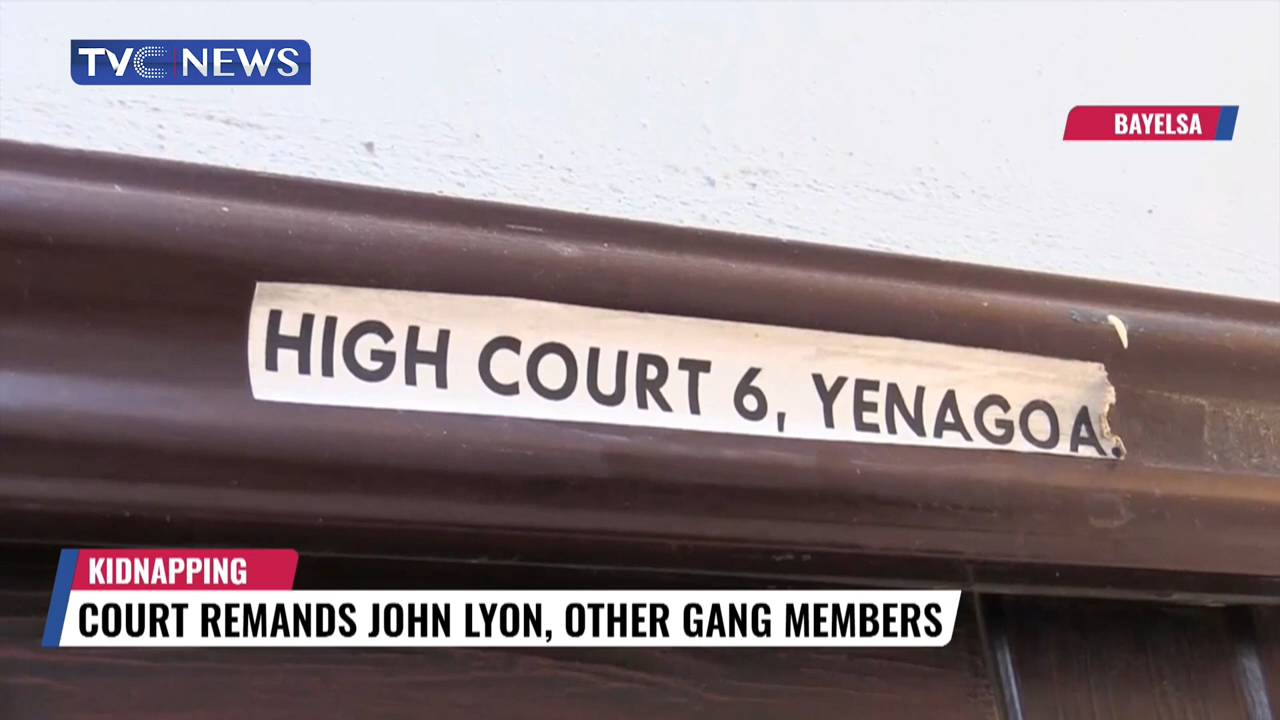 TVC NEWS
BAYELSA
HIGH COURT 6, YENAGOA.
KIDNAPPING
COURT REMANDS JOHN LYON, OTHER GANG MEMBERS